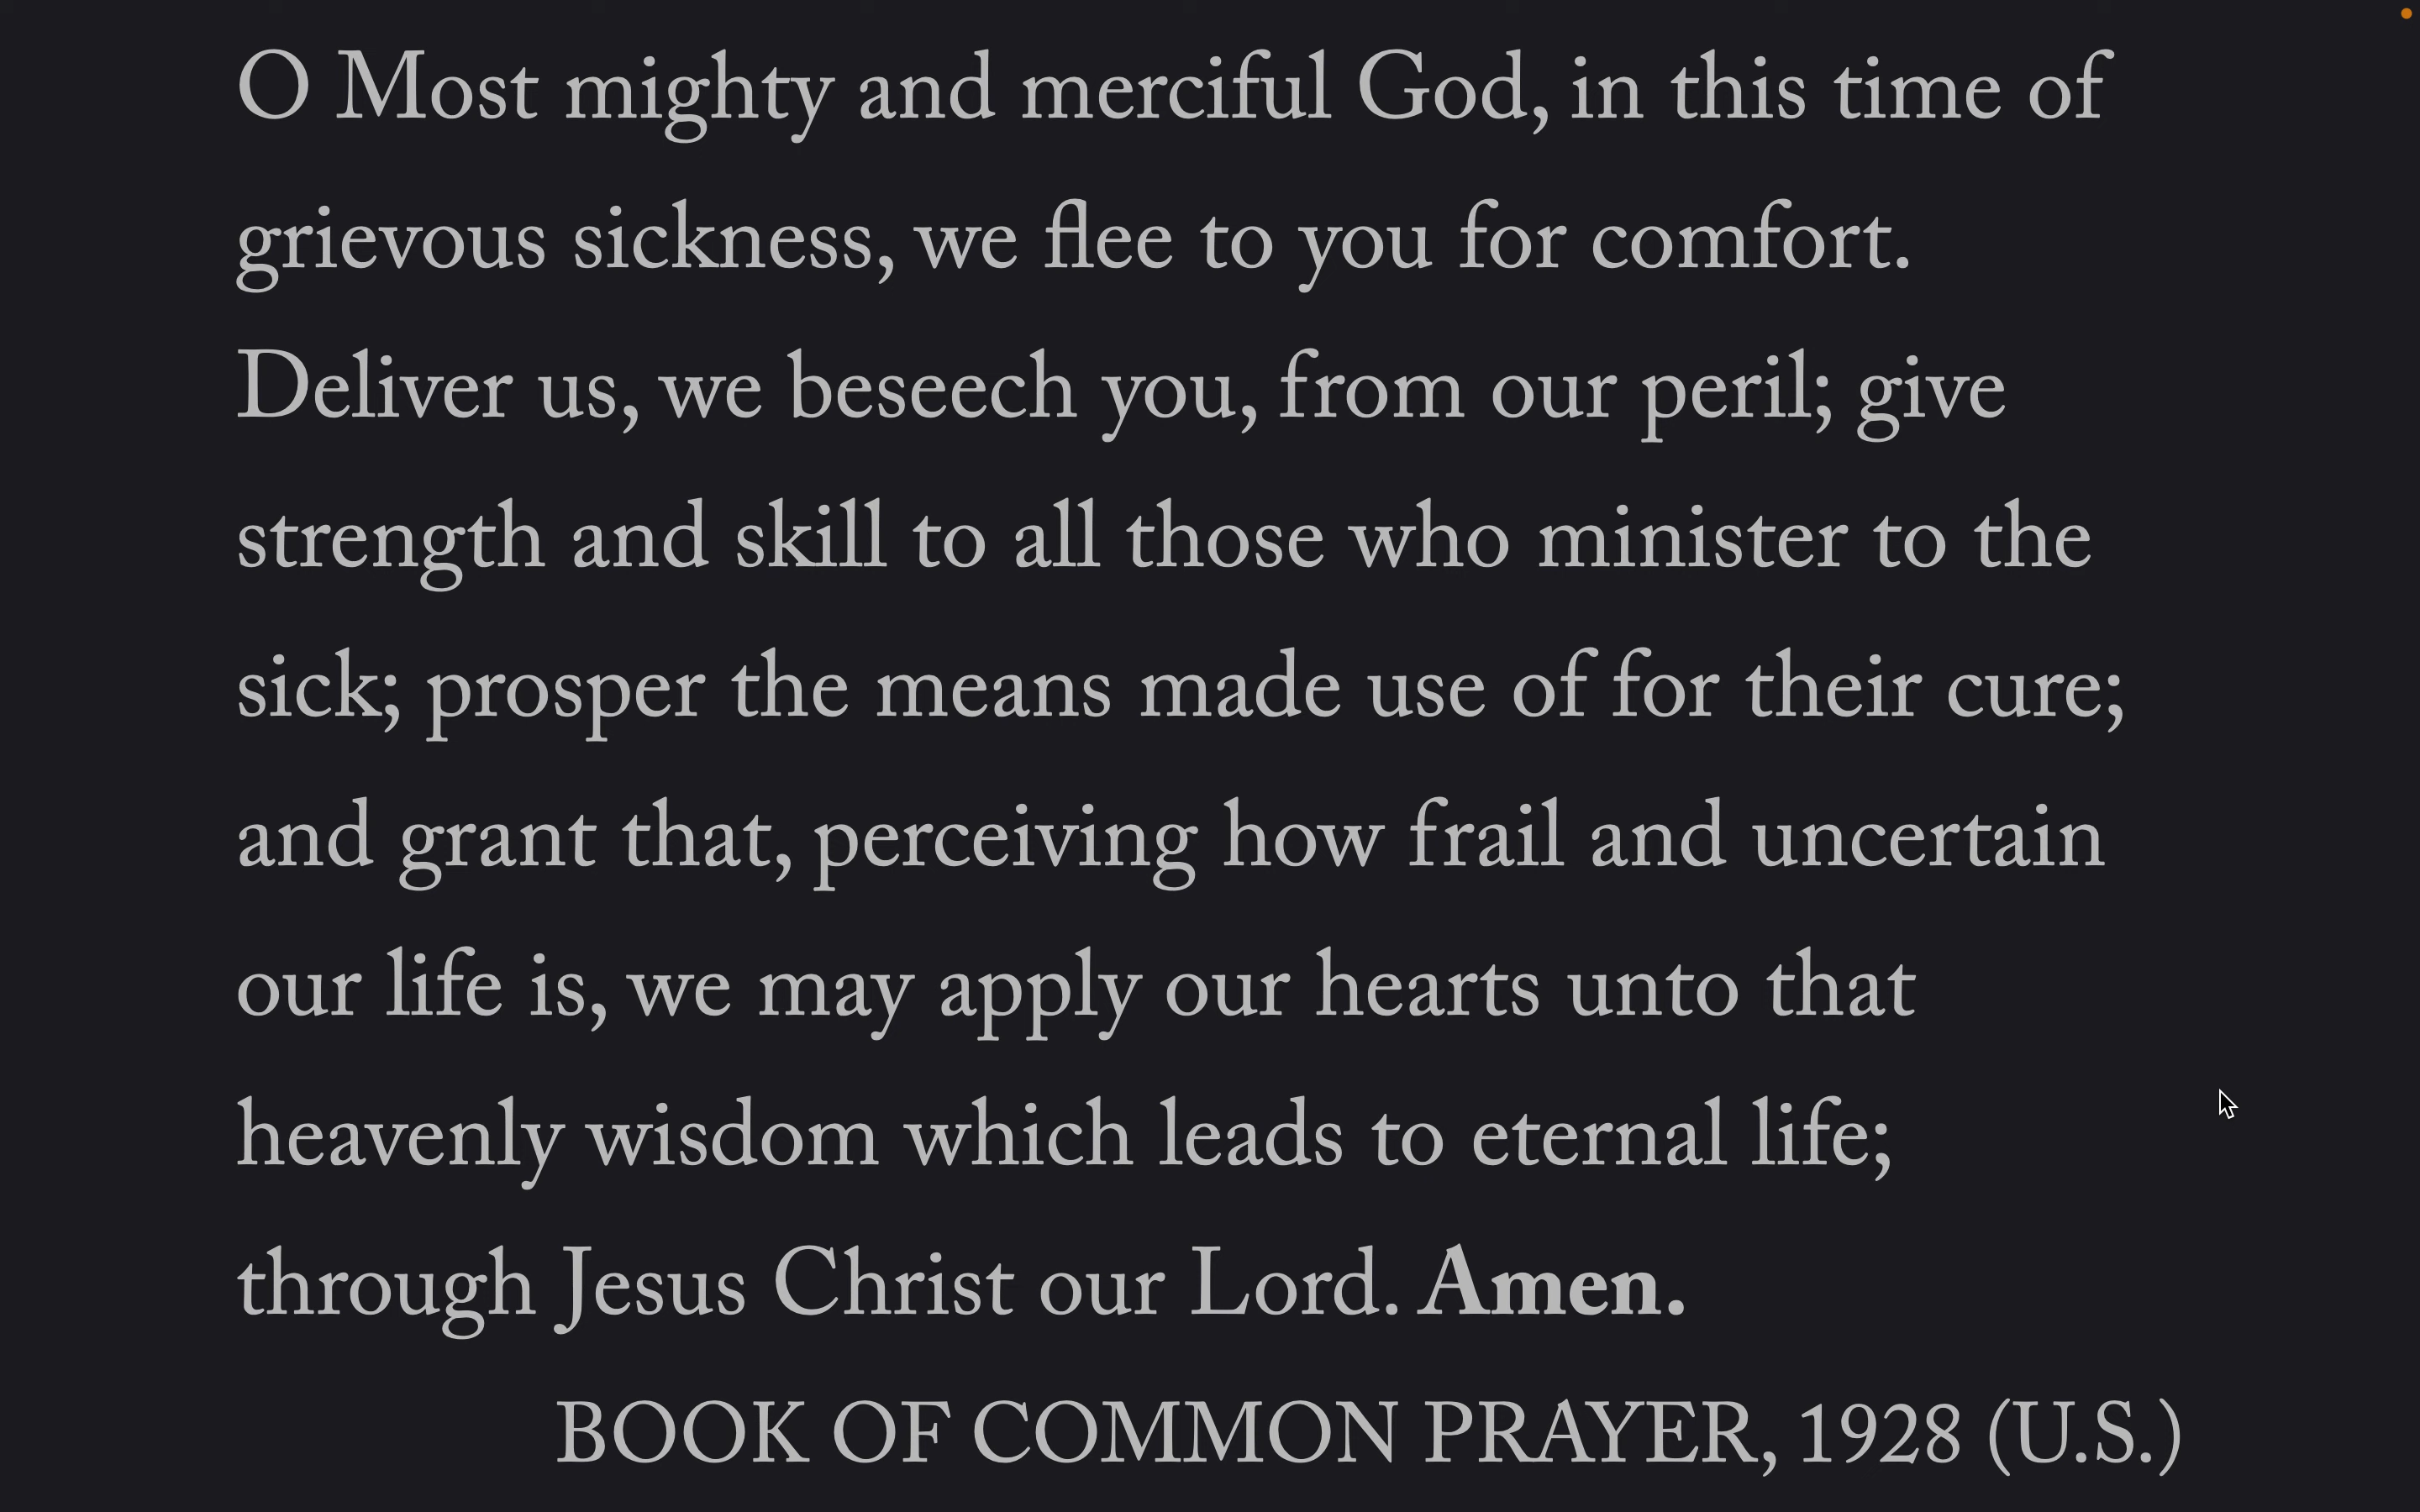 O Most mighty and merciful God, in this time of
grievous sickness, we flee to you for comfort.
Deliver us, we beseech you, from our peril; give
strength and skill to all those who minister to the
sick; prosper the means made use of for their cure;
and grant that, perceiving how frail and uncertain
our life is, we may apply our hearts unto that
heavenly wisdom which leads to eternal life;
through Jesus Christ our Lord. Amen.
BOOK OF COMMON PRAYER, 1928 (U.S.)